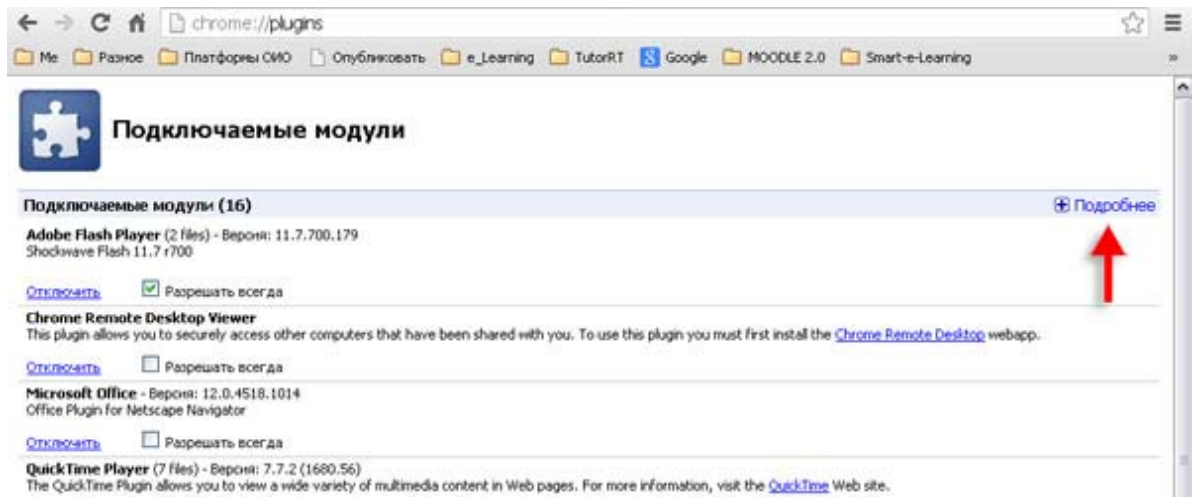 chrome://plugins
Me Разное Платформы ОИО Опубликовать e_Learning TutorRT Google MOODLE 2.0 Smart-e-Learning »
Подключаемые модули
Подключаемые модули (16) Подробнее
Adobe Flash Player (2 files) - Версия: 11.7.700.179
Shockwave Flash 11.7 r700
Отключить Разрешать всегда
Chrome Remote Desktop Viewer
This plugin allows you to securely access other computers that have been shared with you. To use this plugin you must first install the Chrome Remote Desktop webapp.
Отключить Разрешать всегда
Microsoft Office - Версия: 12.0.4518.1014
Office Plugin for Netscape Navigator
Отключить Разрешать всегда
QuickTime Player (7 files) - Версия: 7.7.2 (1680.56)
The QuickTime Plugin allows you to view a wide variety of multimedia content in Web pages. For more information, visit the QuickTime Web site.